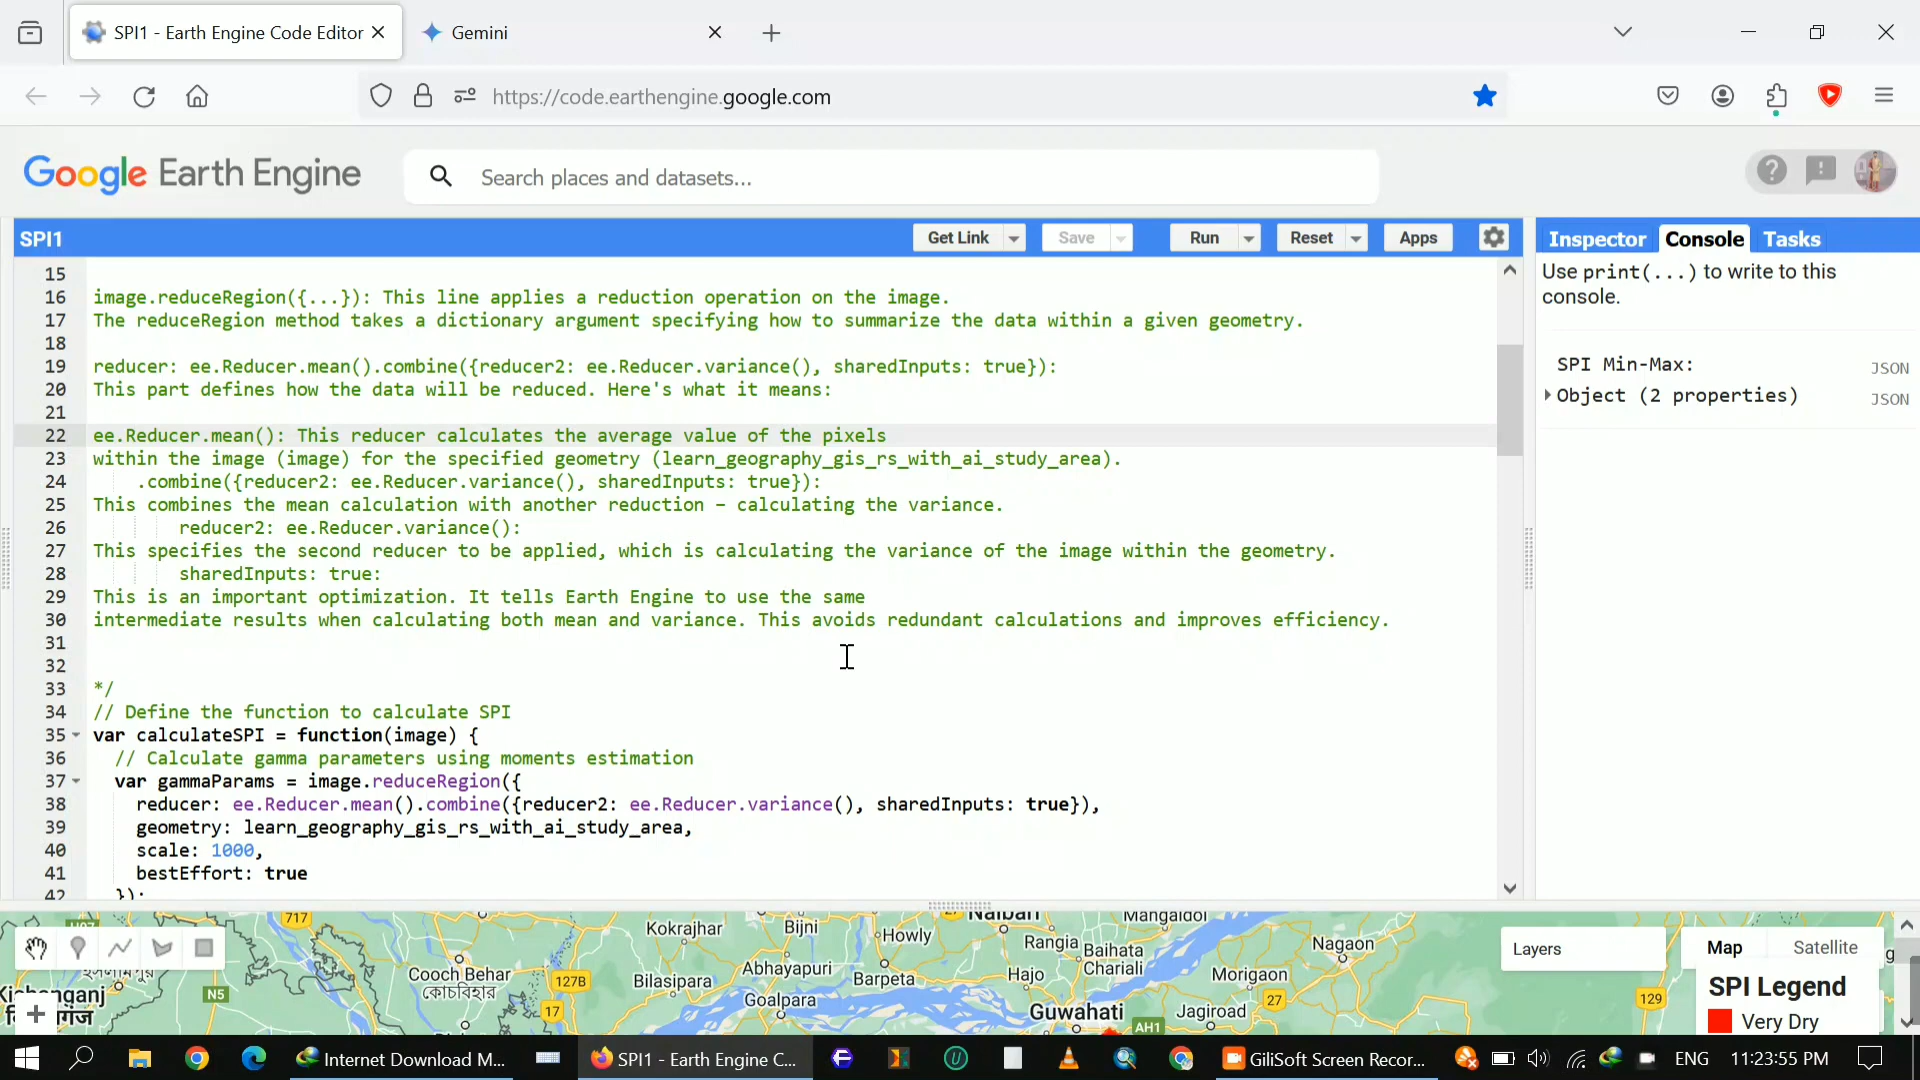 SPI1 - Earth Engine Code Editor
Gemini
https://code.earthengine.google.com
Google Earth Engine
Search places and datasets...
SPI1
Get Link
Save
Run
Reset
Apps
Inspector
Console
Tasks
15
16 image.reduceRegion({...}): This line applies a reduction operation on the image.
17 The reduceRegion method takes a dictionary argument specifying how to summarize the data within a given geometry.
18
19 reducer: ee.Reducer.mean().combine({reducer2: ee.Reducer.variance(), sharedInputs: true}):
20 This part defines how the data will be reduced. Here's what it means:
21
22 ee.Reducer.mean(): This reducer calculates the average value of the pixels
23 within the image (image) for the specified geometry (learn_geography_gis_rs_with_ai_study_area).
24 .combine({reducer2: ee.Reducer.variance(), sharedInputs: true}):
25 This combines the mean calculation with another reduction – calculating the variance.
26 reducer2: ee.Reducer.variance():
27 This specifies the second reducer to be applied, which is calculating the variance of the image within the geometry.
28 sharedInputs: true:
29 This is an important optimization. It tells Earth Engine to use the same
30 intermediate results when calculating both mean and variance. This avoids redundant calculations and improves efficiency.
31
32
33 */
34 // Define the function to calculate SPI
35 var calculateSPI = function(image) {
36 // Calculate gamma parameters using moments estimation
37 var gammaParams = image.reduceRegion({
38 reducer: ee.Reducer.mean().combine({reducer2: ee.Reducer.variance(), sharedInputs: true}),
39 geometry: learn_geography_gis_rs_with_ai_study_area,
40 scale: 1000,
41 bestEffort: true
42 });
Use print(...) to write to this
console.
SPI Min-Max:
JSON
Object (2 properties)
JSON
717
Kokrajhar
Bijni
Nalbari
Mangaldoi
Howly
Rangia
Baihata
Chariali
Nagaon
Cooch Behar
কোচবিহার
127B
Bilasipara
Abhayapuri
Barpeta
Hajo
Morigaon
N5
17
Goalpara
Guwahati
AH1
Jagiroad
27
129
Layers
Map
Satellite
SPI Legend
Very Dry
Internet Download M...
SPI1 - Earth Engine C...
GiliSoft Screen Recor...
ENG
11:23:55 PM